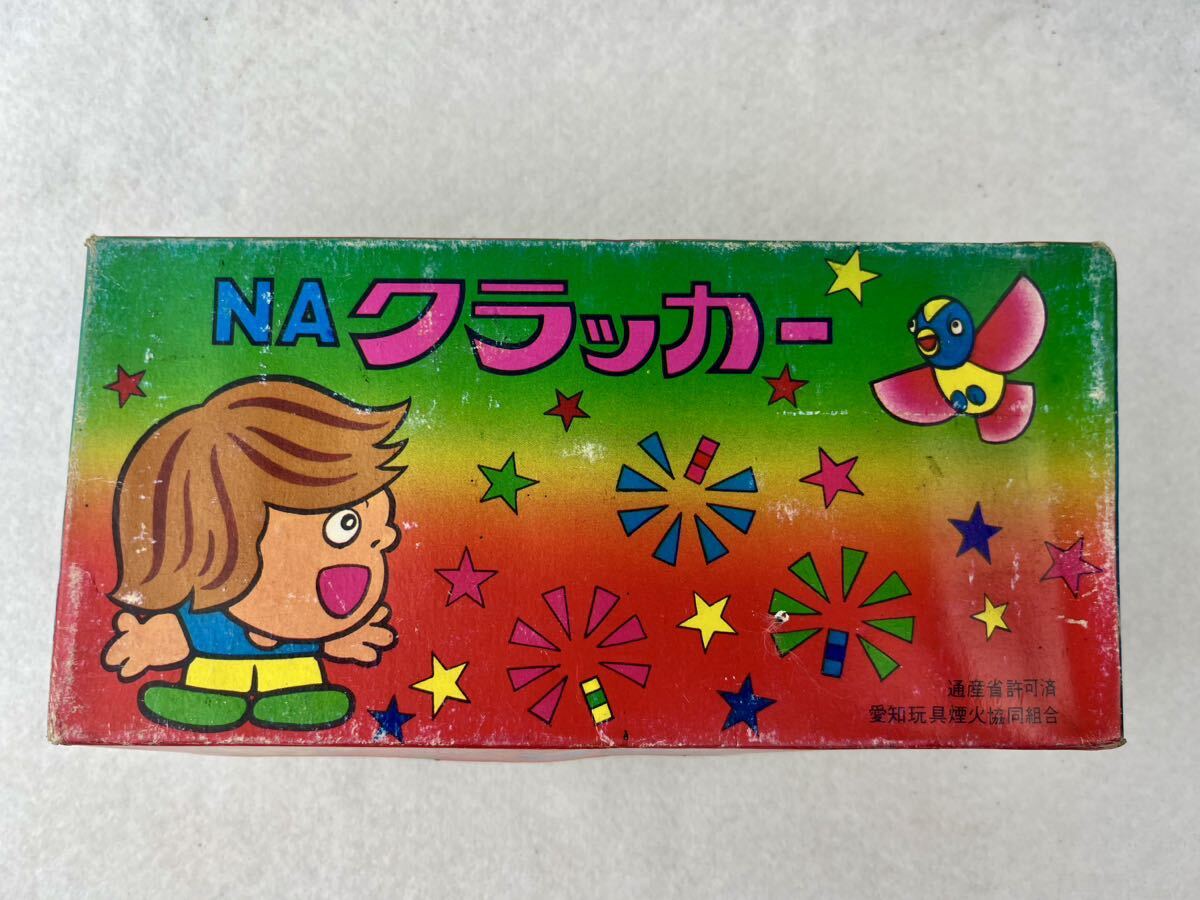 NAクラッカー
通産省許可済
愛知玩具煙火協同組合